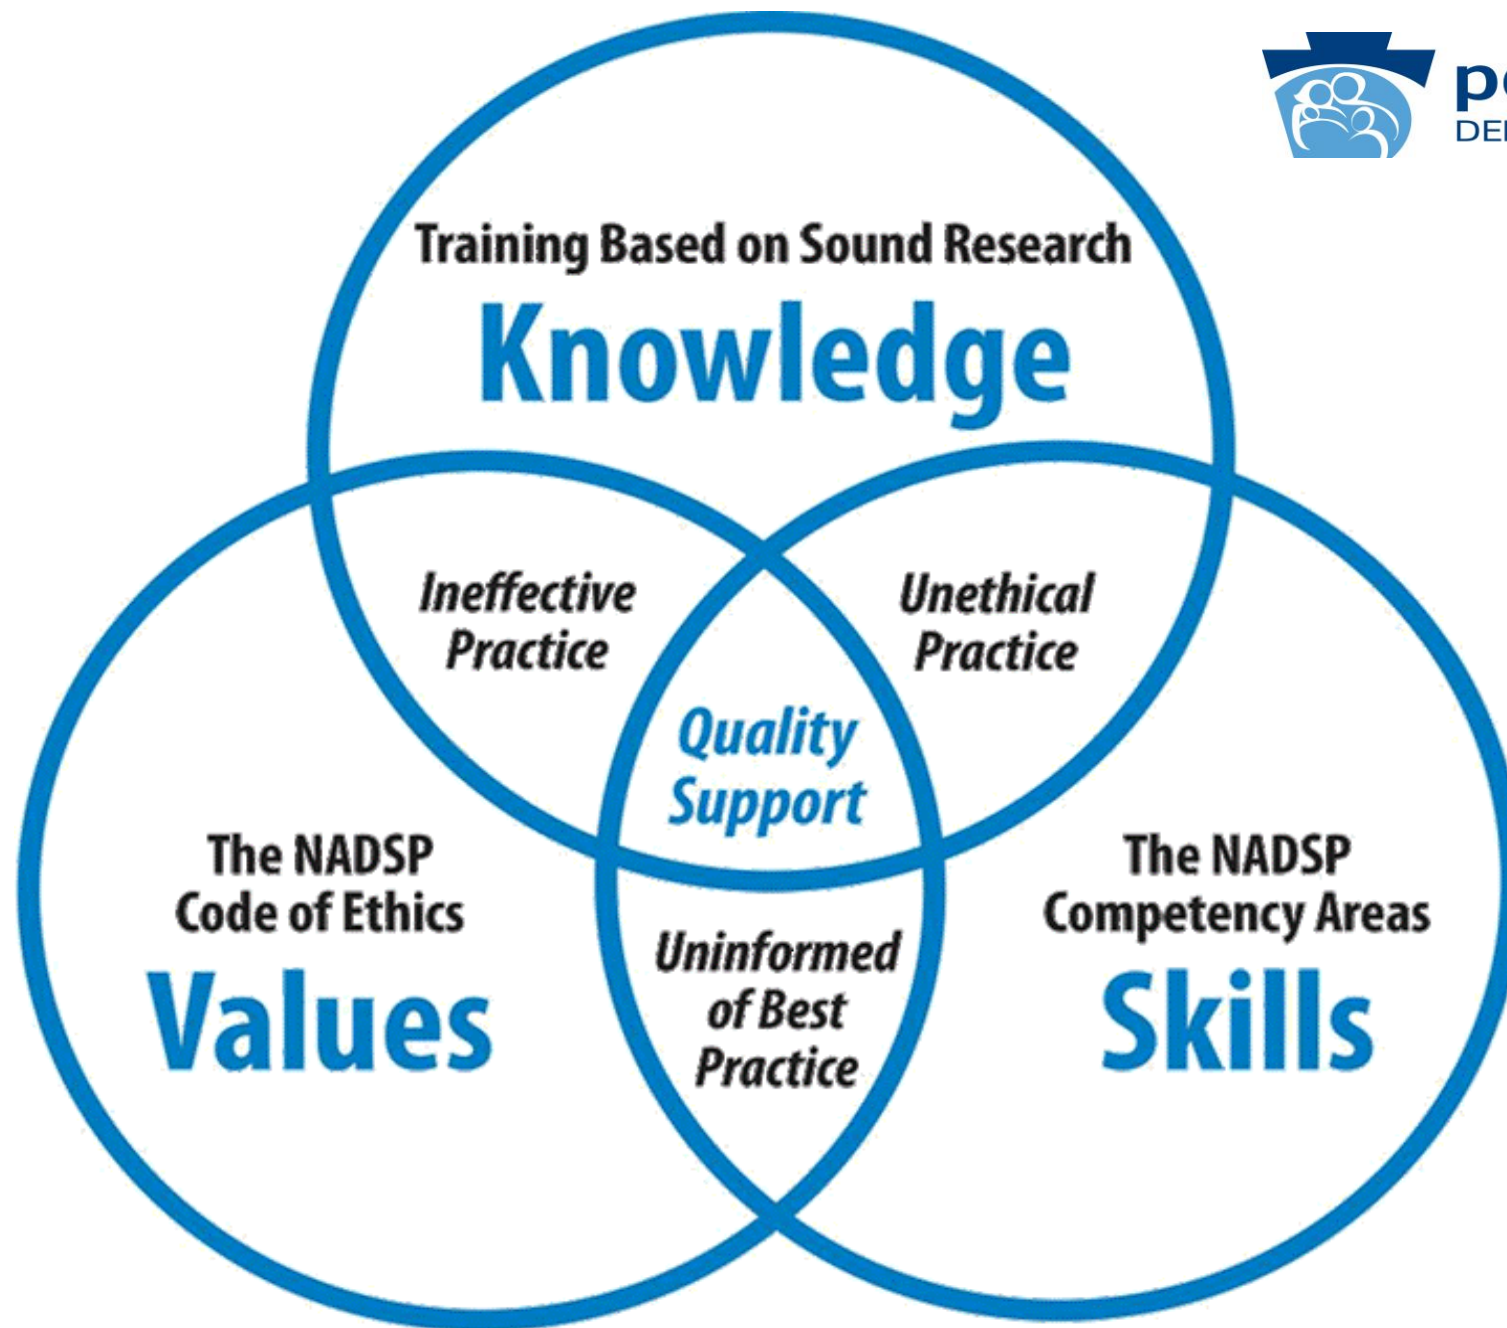 Training Based on Sound Research
Knowledge
Ineffective
Practice
Unethical
Practice
Quality
Support
The NADSP
Code of Ethics
Values
The NADSP
Competency Areas
Skills
Uninformed
of Best
Practice